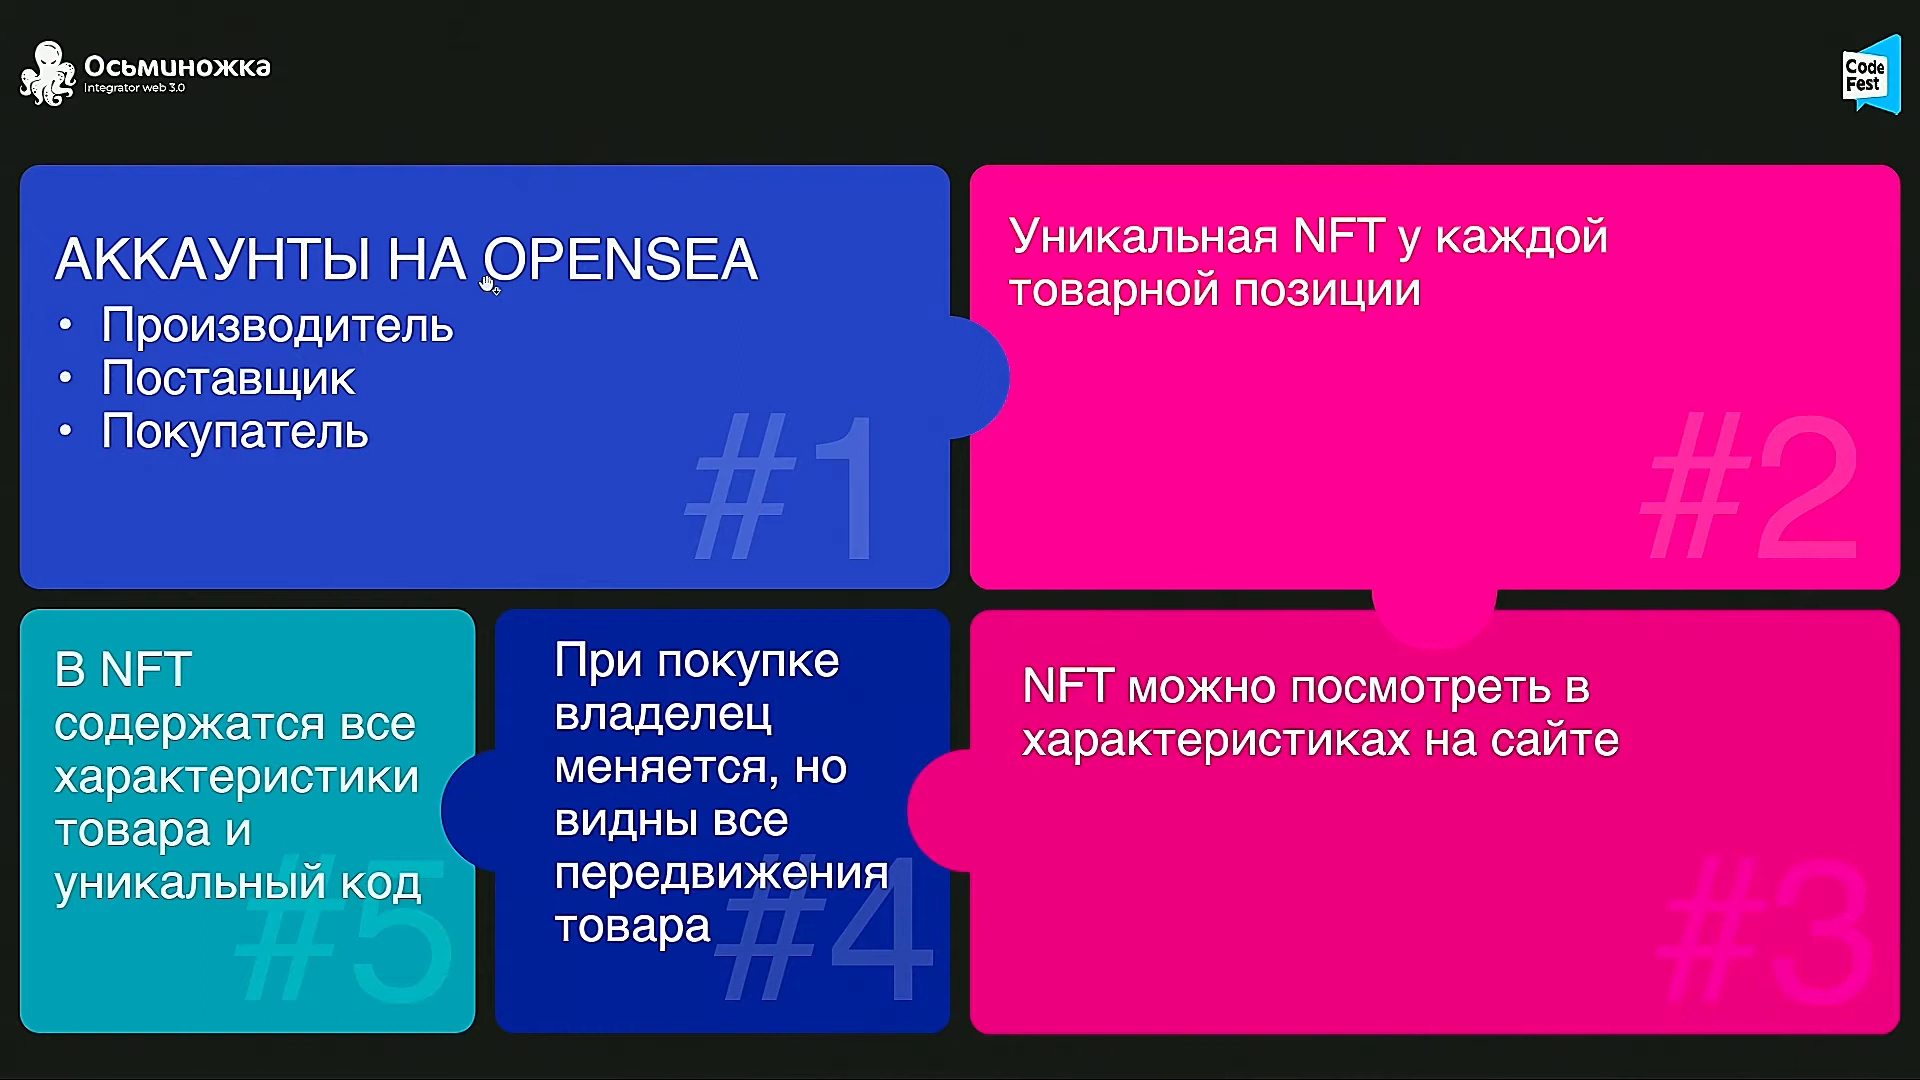 Осьминожка
Integrator web 3.0
Code
Fest
АККАУНТЫ НА OPENSEA
• Производитель
• Поставщик
• Покупатель
#1
Уникальная NFT у каждой
товарной позиции
#2
NFT можно посмотреть в
характеристиках на сайте
#3
При покупке
владелец
меняется, но
видны все
передвижения
товара
#4
В NFT
содержатся все
характеристики
товара и
уникальный код
#5